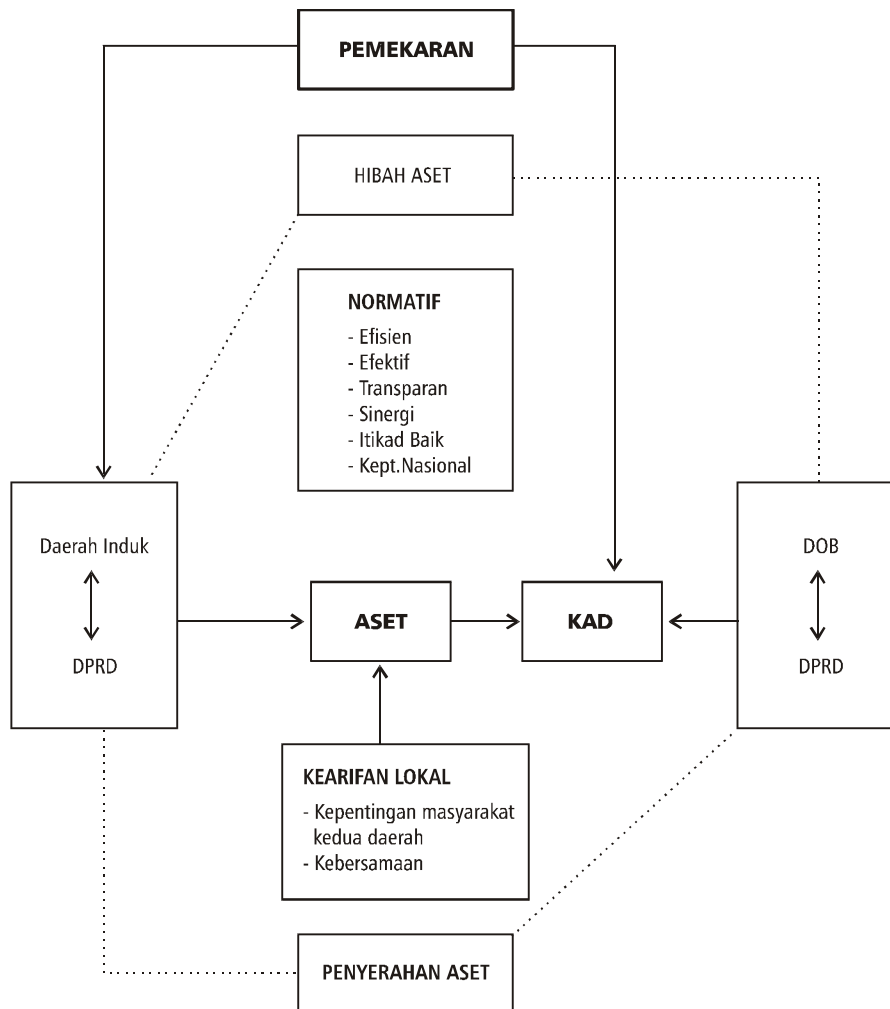 PEMEKARAN
HIBAH ASET
NORMATIF
- Efisien
- Efektif
- Transparan
- Sinergi
- Itikad Baik
- Kept.Nasional
Daerah Induk
DPRD
ASET
KAD
DOB
DPRD
KEARIFAN LOKAL
- Kepentingan masyarakat
kedua daerah
- Kebersamaan
PENYERAHAN ASET